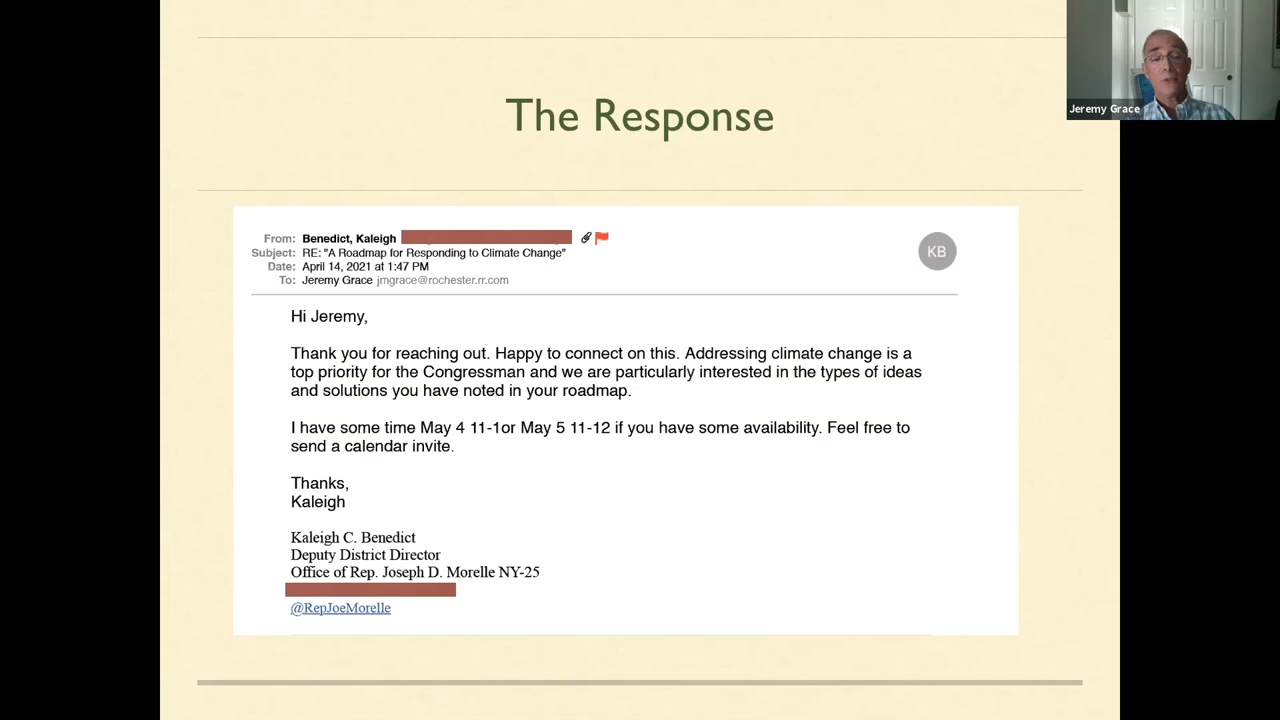 The Response
Jeremy Grace
From: Benedict, Kaleigh
Subject: RE: "A Roadmap for Responding to Climate Change"
Date: April 14, 2021 at 1:47 PM
To: Jeremy Grace jmgrace@rochester.rr.com
KB
Hi Jeremy,
Thank you for reaching out. Happy to connect on this. Addressing climate change is a
top priority for the Congressman and we are particularly interested in the types of ideas
and solutions you have noted in your roadmap.
I have some time May 4 11-1or May 5 11-12 if you have some availability. Feel free to
send a calendar invite.
Thanks,
Kaleigh
Kaleigh C. Benedict
Deputy District Director
Office of Rep. Joseph D. Morelle NY-25
@RepJoeMorelle